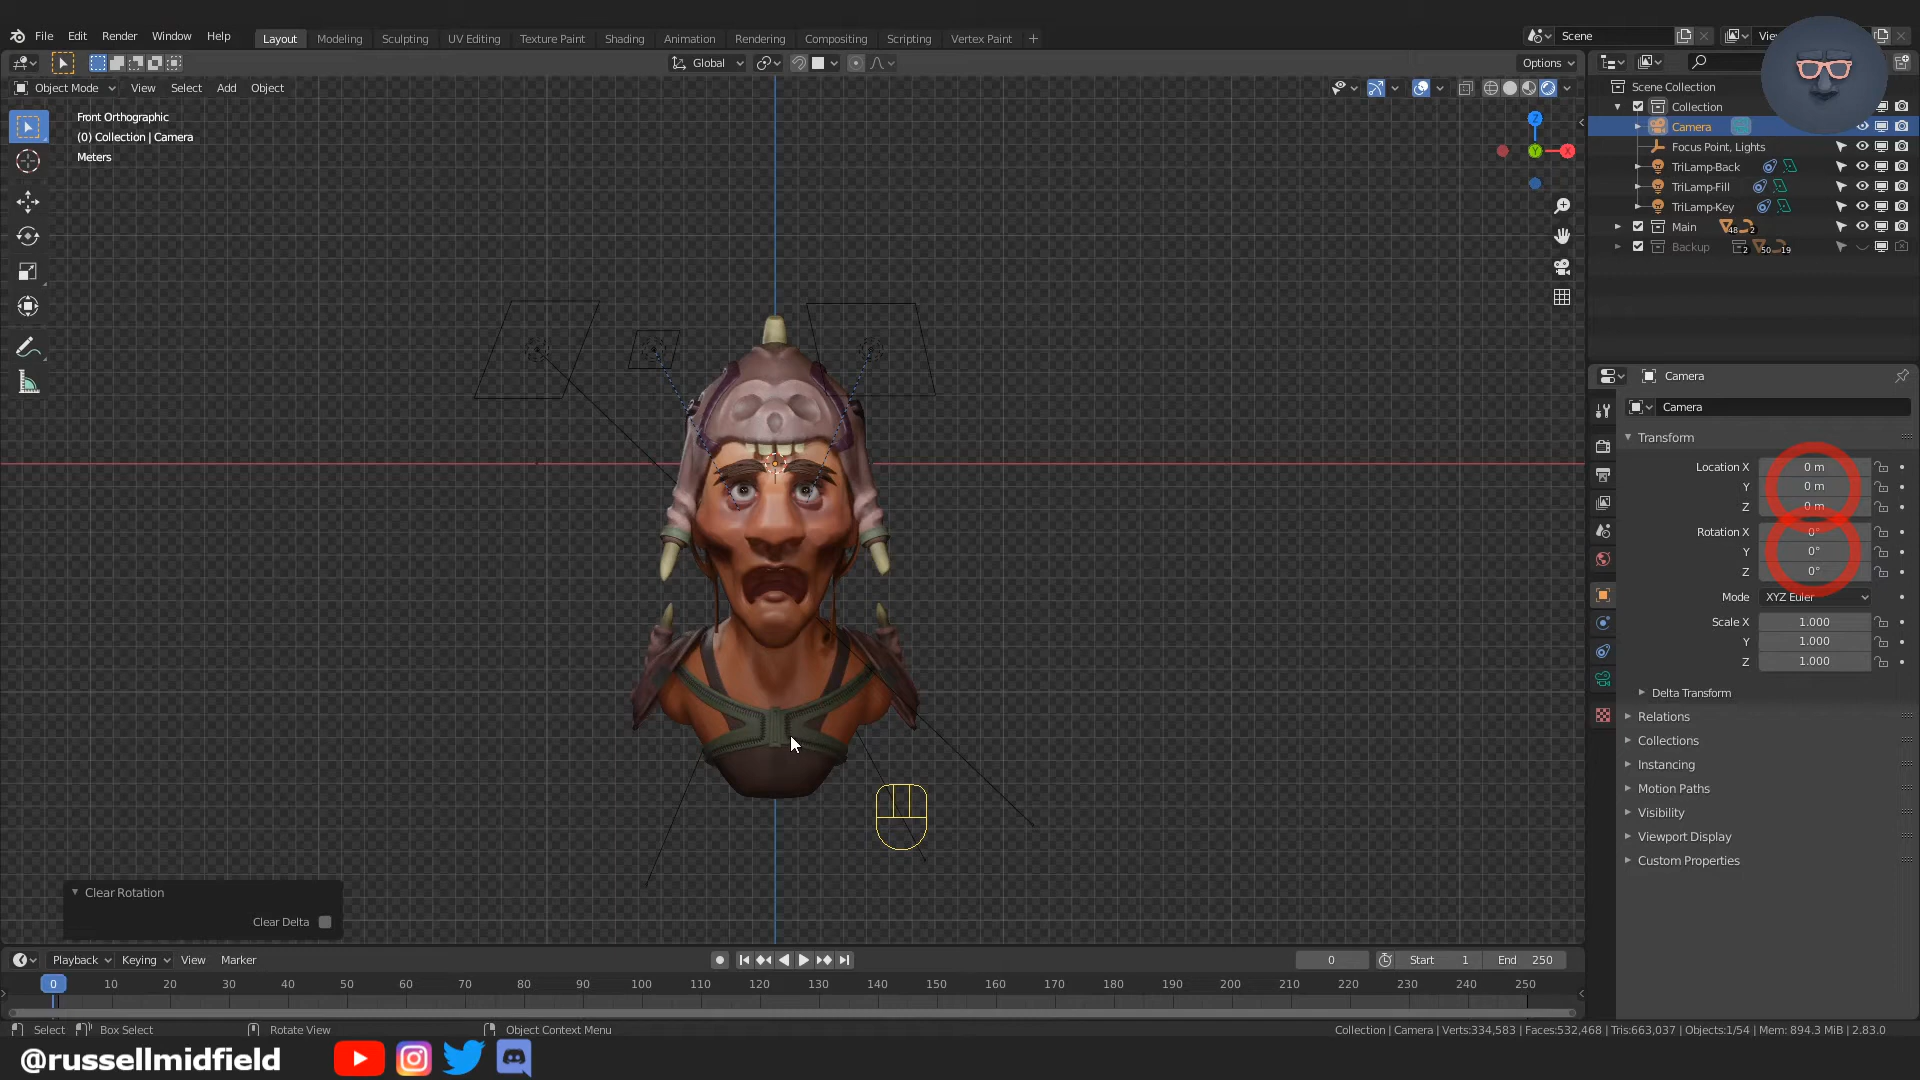 File Edit Render Window Help
Layout Modeling Sculpting UV Editing Texture Paint Shading Animation Rendering Compositing Scripting Vertex Paint +
Scene
Global
Options
Object Mode View Select Add Object
Front Orthographic
(0) Collection | Camera
Meters
Z
Y
X
Scene Collection
Collection
Camera
Focus Point, Lights
TriLamp-Back
TriLamp-Fill
TriLamp-Key
Main 48 2
Backup 2 50 19
Camera
Camera
Transform
Location X 0 m
Y 0 m
Z 0 m
Rotation X 0°
Y 0°
Z 0°
Mode XYZ Euler
Scale X 1.000
Y 1.000
Z 1.000
Delta Transform
Relations
Collections
Instancing
Motion Paths
Visibility
Viewport Display
Custom Properties
Clear Rotation
Clear Delta
Playback Keying View Marker
0 Start 1 End 250
0 10 20 30 40 50 60 70 80 90 100 110 120 130 140 150 160 170 180 190 200 210 220 230 240 250
Select Box Select Rotate View Object Context Menu
Collection | Camera | Verts:334,583 | Faces:532,468 | Tris:663,037 | Objects:1/54 | Mem: 894.3 MiB | 2.83.0
@russellmidfield